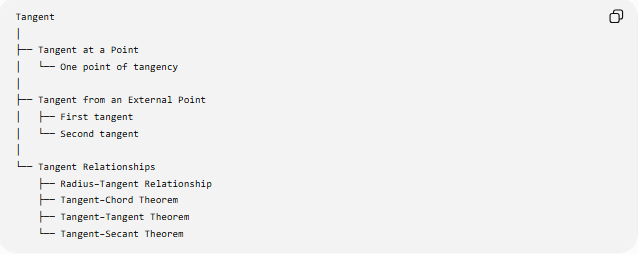 Tangent
│
├── Tangent at a Point
│   └── One point of tangency
│
├── Tangent from an External Point
│   ├── First tangent
│   └── Second tangent
│
└── Tangent Relationships
    ├── Radius–Tangent Relationship
    ├── Tangent–Chord Theorem
    ├── Tangent–Tangent Theorem
    └── Tangent–Secant Theorem